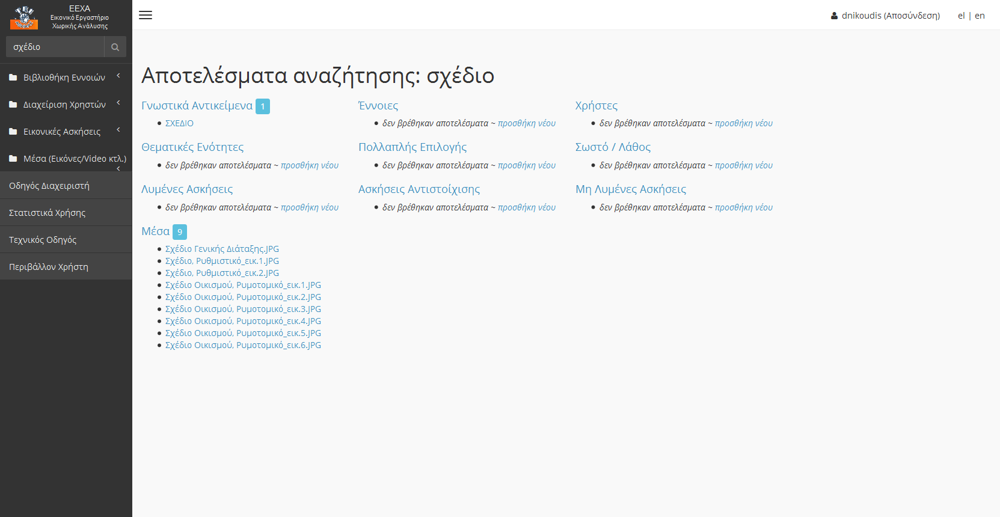 ΕΕΧΑ
Εικονικό Εργαστήριο
Χωρικής Ανάλυσης
σχέδιο
Βιβλιοθήκη Εννοιών
Διαχείριση Χρηστών
Εικονικές Ασκήσεις
Μέσα (Εικόνες/Video κτλ.)
Οδηγός Διαχειριστή
Στατιστικά Χρήσης
Τεχνικός Οδηγός
Περιβάλλον Χρήστη
dnikoudis (Αποσύνδεση) el | en
Αποτελέσματα αναζήτησης: σχέδιο
Γνωστικά Αντικείμενα 1
ΣΧΕΔΙΟ
Έννοιες
δεν βρέθηκαν αποτελέσματα ~ προσθήκη νέου
Χρήστες
δεν βρέθηκαν αποτελέσματα ~ προσθήκη νέου
Θεματικές Ενότητες
δεν βρέθηκαν αποτελέσματα ~ προσθήκη νέου
Πολλαπλής Επιλογής
δεν βρέθηκαν αποτελέσματα ~ προσθήκη νέου
Σωστό / Λάθος
δεν βρέθηκαν αποτελέσματα ~ προσθήκη νέου
Λυμένες Ασκήσεις
δεν βρέθηκαν αποτελέσματα ~ προσθήκη νέου
Ασκήσεις Αντιστοίχισης
δεν βρέθηκαν αποτελέσματα ~ προσθήκη νέου
Μη Λυμένες Ασκήσεις
δεν βρέθηκαν αποτελέσματα ~ προσθήκη νέου
Μέσα 9
Σχέδιο Γενικής Διάταξης.JPG
Σχέδιο, Ρυθμιστικό_εικ.1.JPG
Σχέδιο, Ρυθμιστικό_εικ.2.JPG
Σχέδιο Οικισμού, Ρυμοτομικό_εικ.1.JPG
Σχέδιο Οικισμού, Ρυμοτομικό_εικ.2.JPG
Σχέδιο Οικισμού, Ρυμοτομικό_εικ.3.JPG
Σχέδιο Οικισμού, Ρυμοτομικό_εικ.4.JPG
Σχέδιο Οικισμού, Ρυμοτομικό_εικ.5.JPG
Σχέδιο Οικισμού, Ρυμοτομικό_εικ.6.JPG